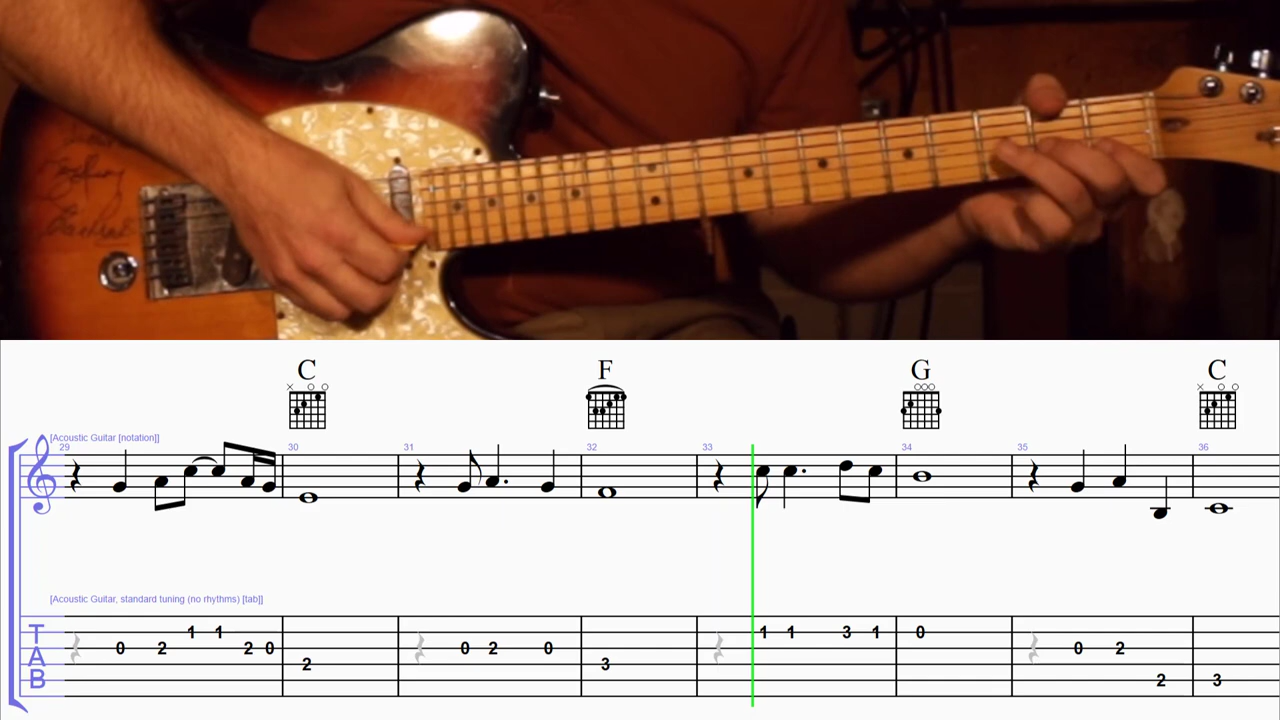 C F G C
[Acoustic Guitar [notation]]
29 30 31 32 33 34 35 36
[Acoustic Guitar, standard tuning (no rhythms) [tab]]
1 1 1 1 3 1 0
0 2 2 0 0 2 0 0 2
2 3
2 3
T
A
B